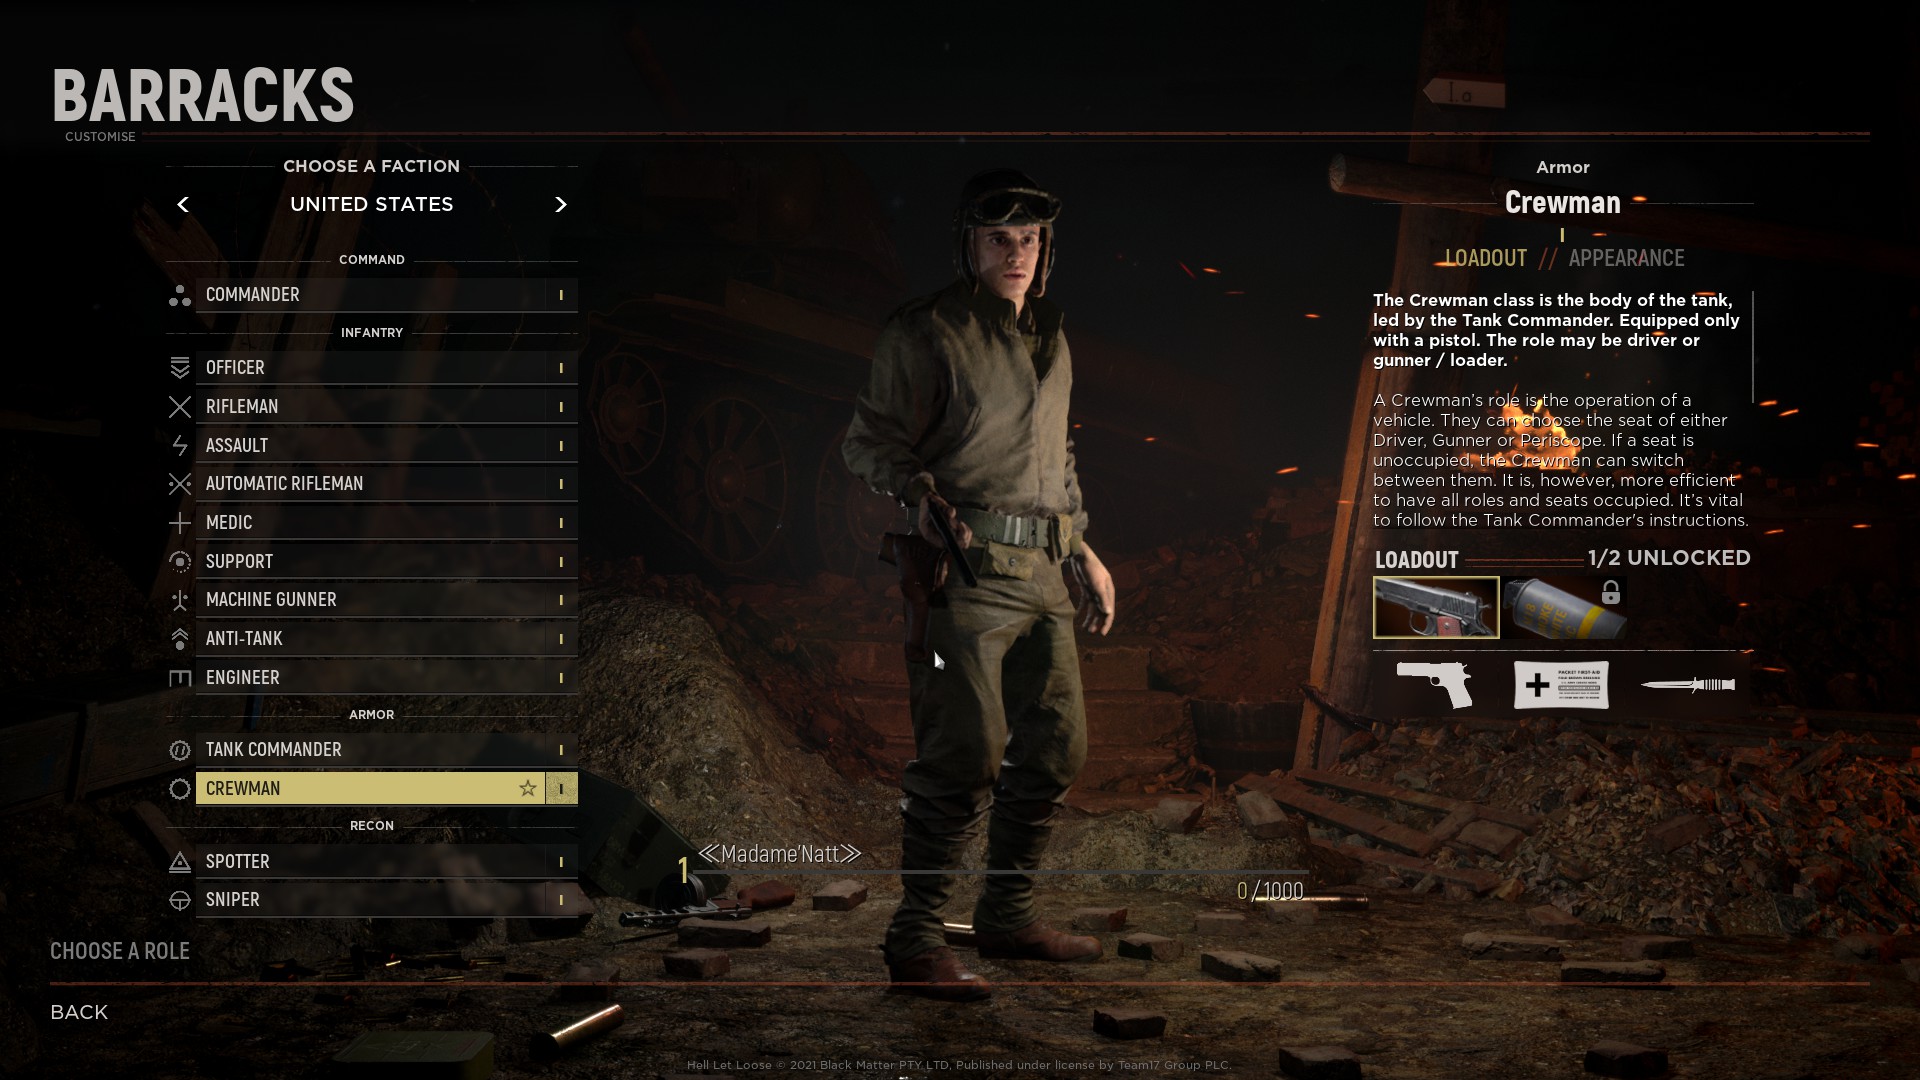 BARRACKS
CUSTOMISE
CHOOSE A FACTION
UNITED STATES
COMMAND
COMMANDER I
INFANTRY
OFFICER I
RIFLEMAN I
ASSAULT I
AUTOMATIC RIFLEMAN I
MEDIC I
SUPPORT I
MACHINE GUNNER I
ANTI-TANK I
ENGINEER I
ARMOR
TANK COMMANDER I
CREWMAN I
RECON
SPOTTER I
SNIPER I
CHOOSE A ROLE
BACK
1 ≪Madame'Natt≫
0/1000
Armor
Crewman
I
LOADOUT // APPEARANCE
The Crewman class is the body of the tank,
led by the Tank Commander. Equipped only
with a pistol. The role may be driver or
gunner / loader.
A Crewman's role is the operation of a
vehicle. They can choose the seat of either
Driver, Gunner or Periscope. If a seat is
unoccupied, the Crewman can switch
between them. It is, however, more efficient
to have all roles and seats occupied. It's vital
to follow the Tank Commander's instructions.
LOADOUT 1/2 UNLOCKED
Hell Let Loose © 2021 Black Matter PTY LTD, Published under license by Team17 Group PLC.